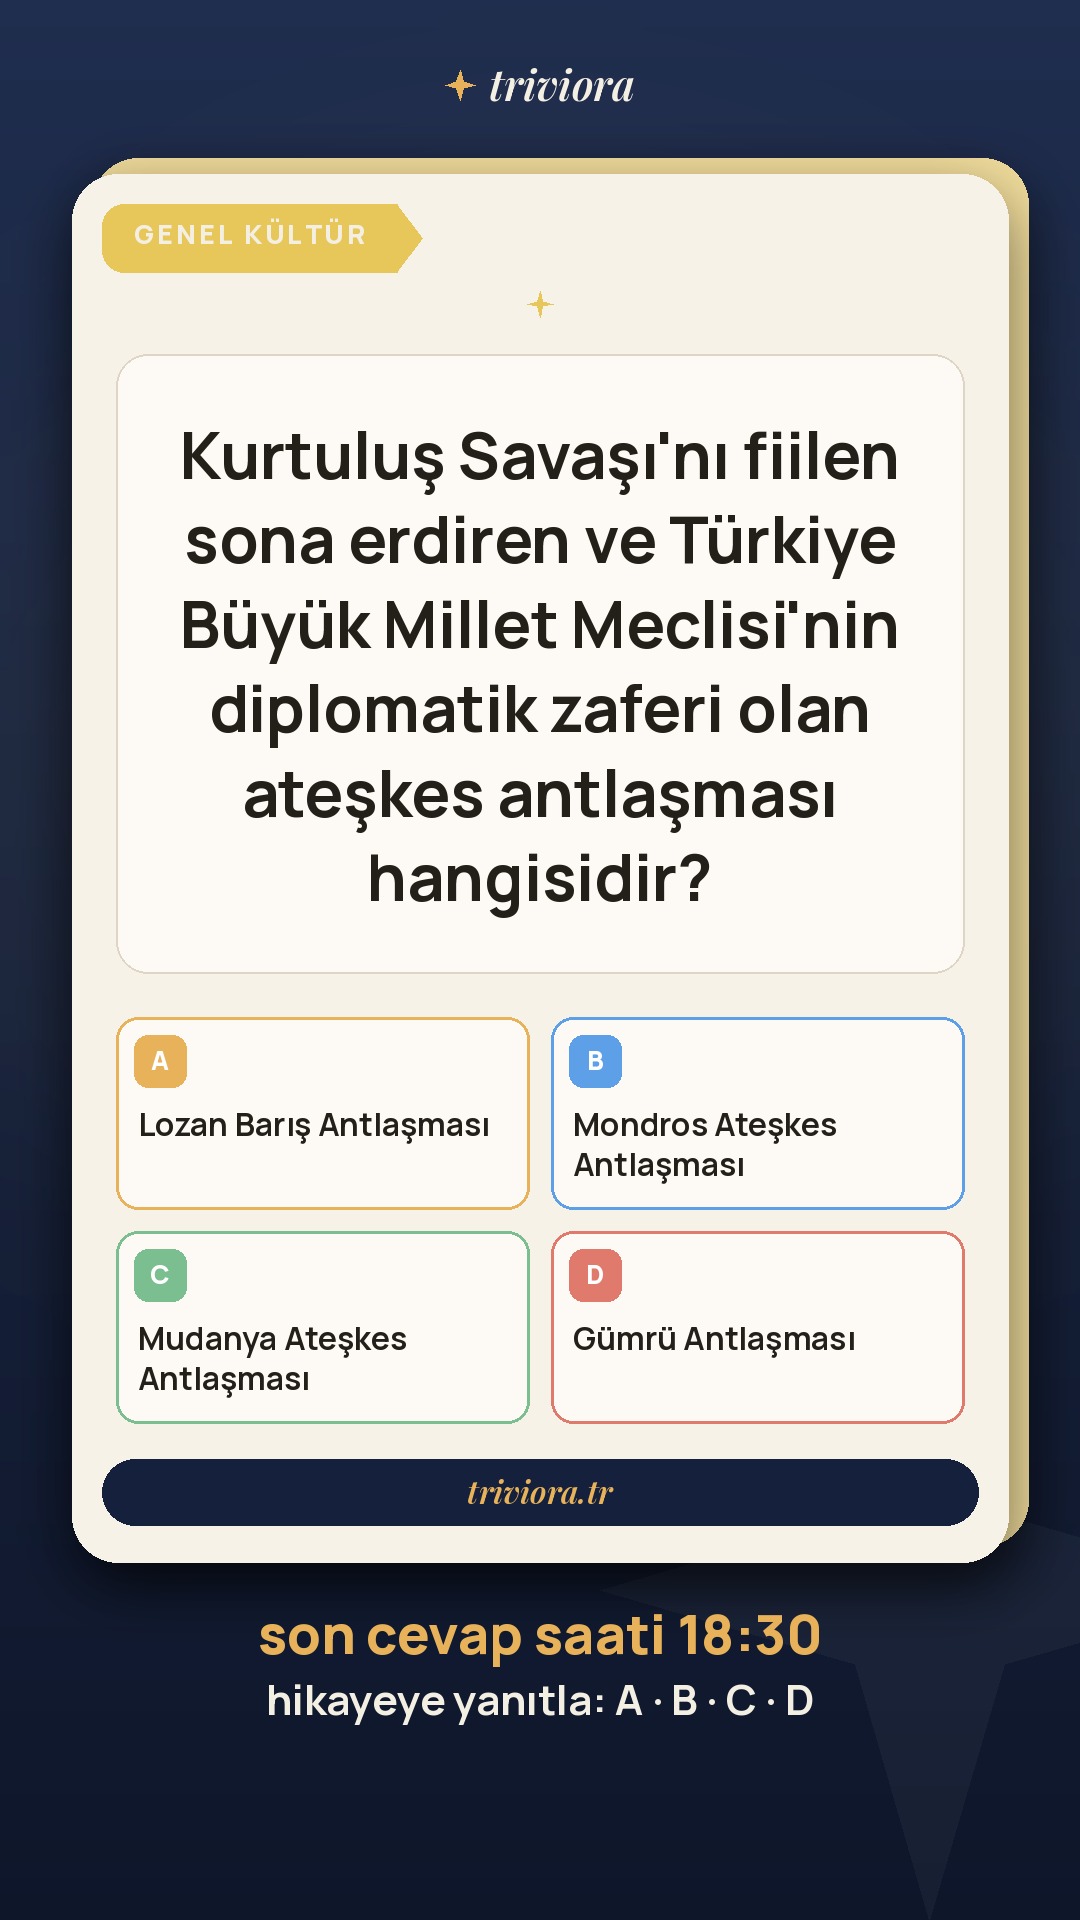 triviora
GENEL KÜLTÜR
Kurtuluş Savaşı'nı fiilen
sona erdiren ve Türkiye
Büyük Millet Meclisi'nin
diplomatik zaferi olan
ateşkes antlaşması
hangisidir?
A
Lozan Barış Antlaşması
B
Mondros Ateşkes
Antlaşması
C
Mudanya Ateşkes
Antlaşması
D
Gümrü Antlaşması
triviora.tr
son cevap saati 18:30
hikayeye yanıtla: A · B · C · D